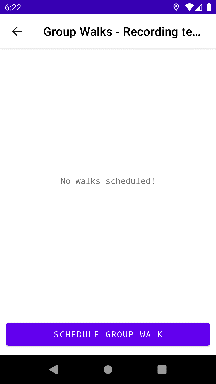 6:22
Group Walks - Recording te...
No walks scheduled!
SCHEDULE GROUP WALK